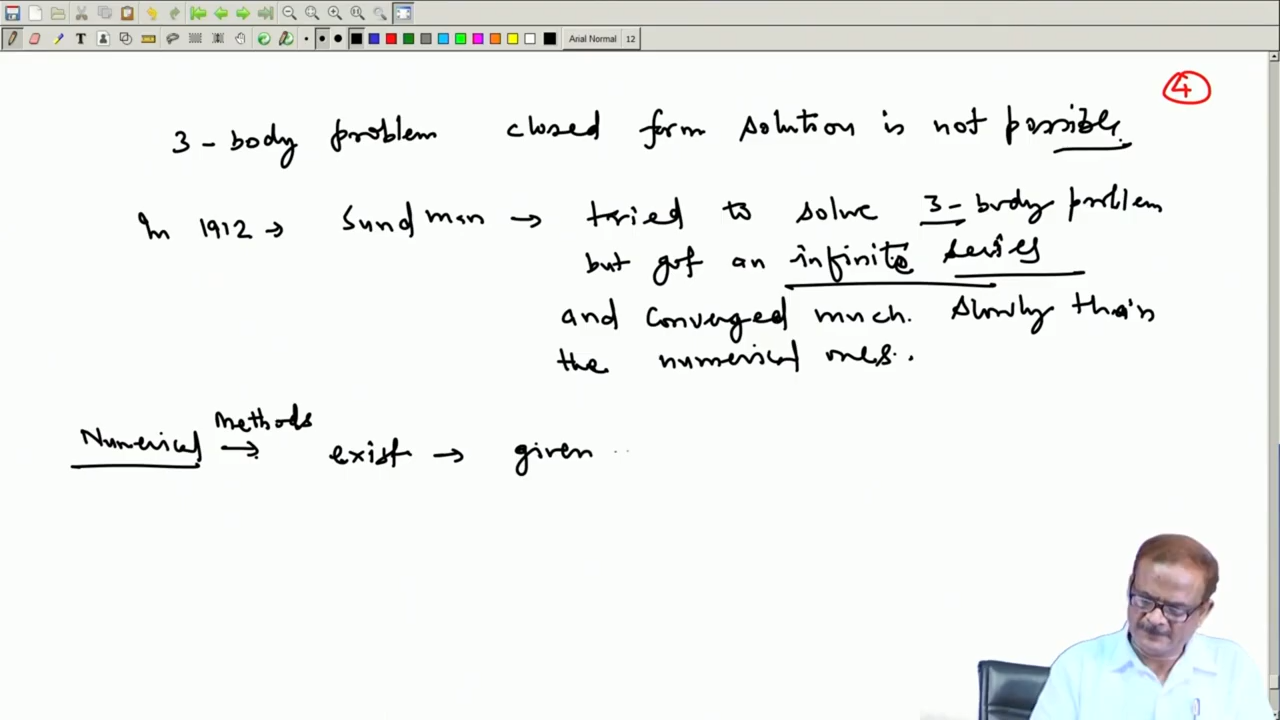 Arial Normal 12
4
3-body problem closed form solution is not possible.
In 1912 → Sundman → tried to solve 3-body problem
but got an infinite series
and converged much. slowly than
the numerical ones.
methods
Numerical → exist → given